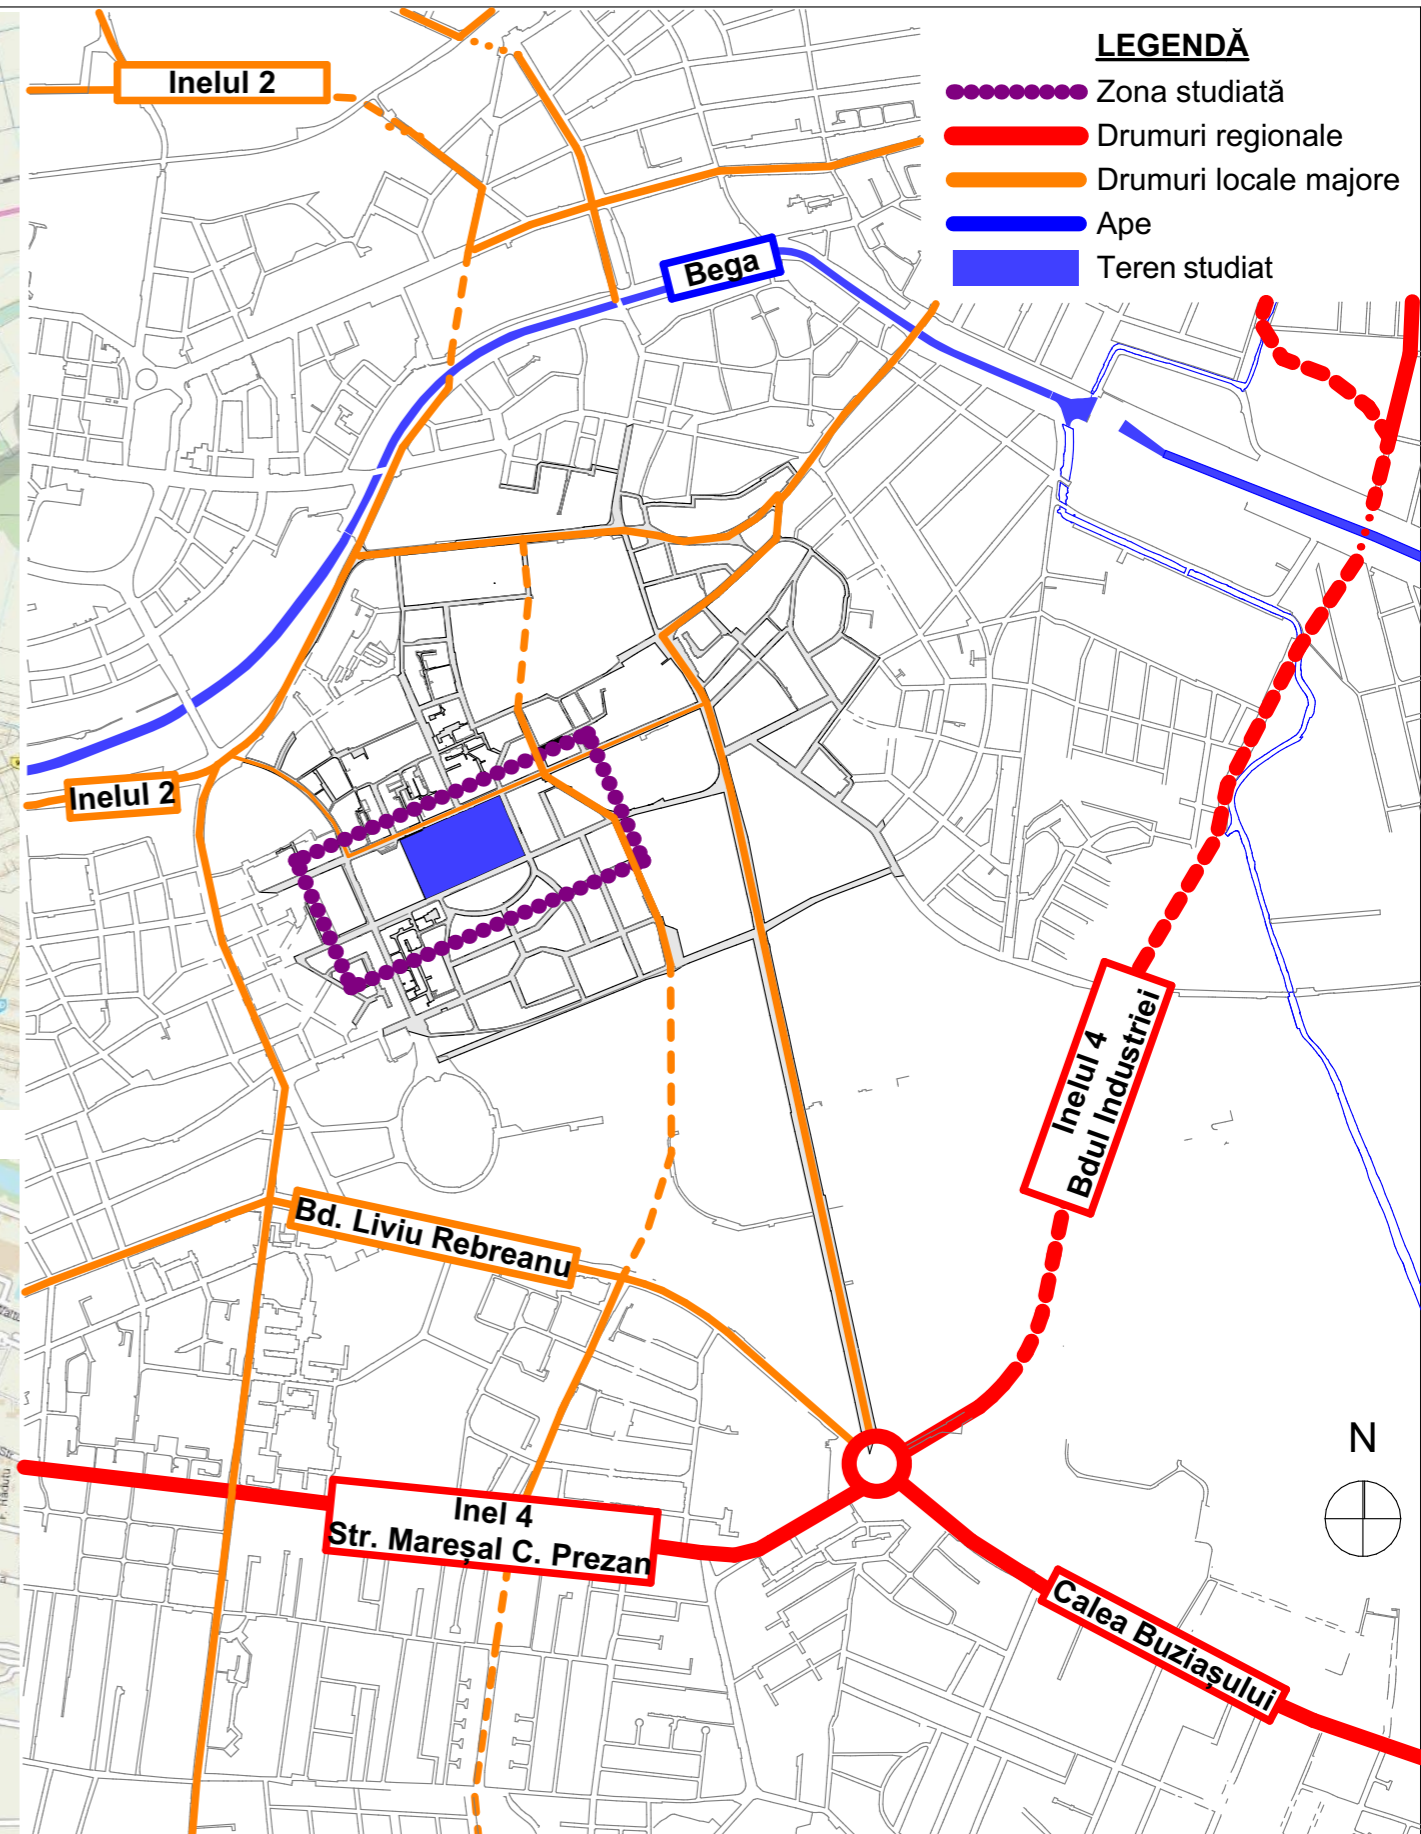 LEGENDĂ
Zona studiată
Drumuri regionale
Drumuri locale majore
Ape
Teren studiat
Inelul 2
Bega
Inelul 2
Inelul 4
Bdul Industriei
Bd. Liviu Rebreanu
N
Inel 4
Str. Mareșal C. Prezan
Calea Buziașului